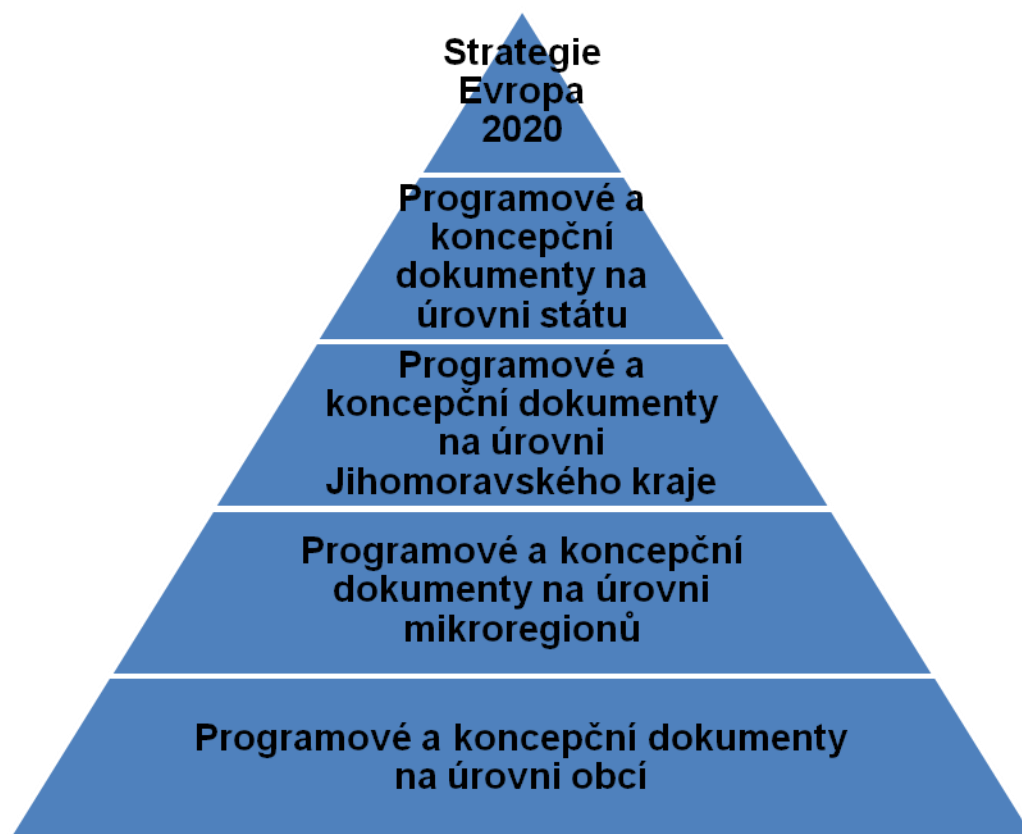 Strategie
Evropa
2020
Programové a
koncepční
dokumenty na
úrovni státu
Programové a
koncepční dokumenty
na úrovni
Jihomoravského kraje
Programové a koncepční
dokumenty na úrovni
mikroregionů
Programové a koncepční dokumenty
na úrovni obcí